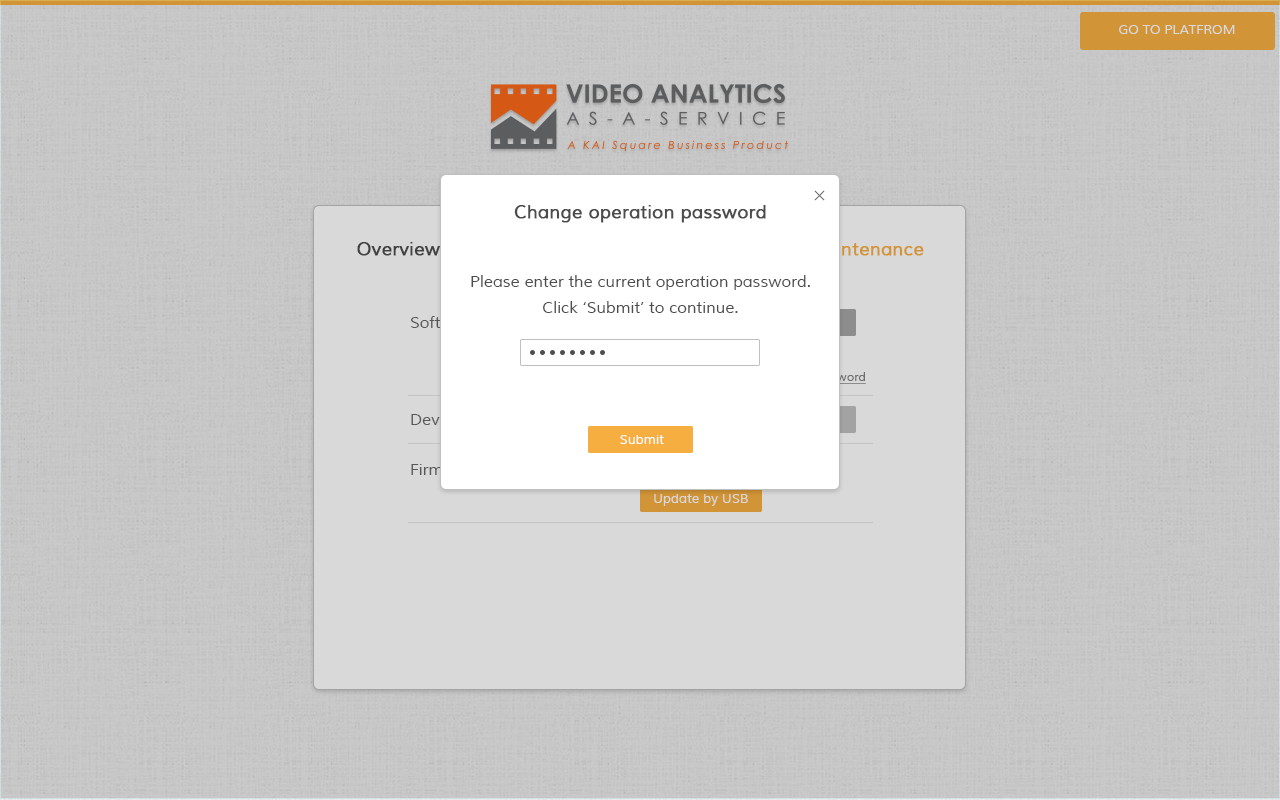 GO TO PLATFROM
VIDEO ANALYTICS
AS-A-SERVICE
A KAI Square Business Product
Change operation password
Overview
ntenance
Please enter the current operation password.
Click ‘Submit’ to continue.
Soft
word
Dev
Submit
Firm
Update by USB